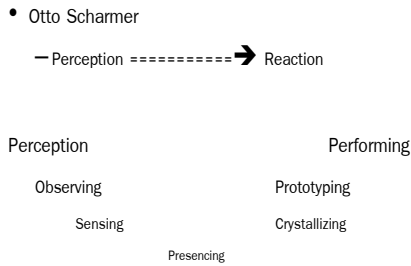 • Otto Scharmer
– Perception ===========➔ Reaction
Perception Performing
Observing Prototyping
Sensing Crystallizing
Presencing